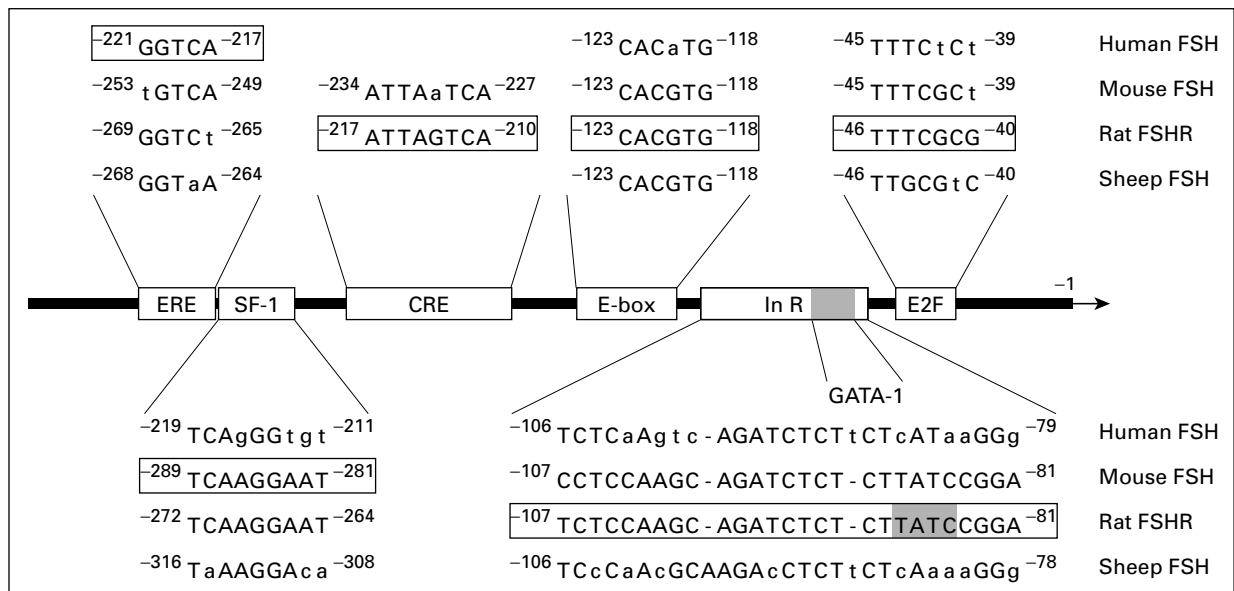 −221 GGTCA −217 −123 CACaTG −118 −45 TTTCtCt −39 Human FSH
−253 tGTCA −249 −234 ATTAaTCA −227 −123 CACGTG −118 −45 TTTCGCt −39 Mouse FSH
−269 GGTCt −265 −217 ATTAGTCA −210 −123 CACGTG −118 −46 TTTCGCG −40 Rat FSHR
−268 GGTaA −264 −123 CACGTG −118 −46 TTGCGtC −40 Sheep FSH
ERE SF-1 CRE E-box In R E2F −1
GATA-1
−219 TCAgGGtgt −211 −106 TCTCaAgtc-AGATCTCTtCTcATaaGGg −79 Human FSH
−289 TCAAGGAAT −281 −107 CCTCCAAGC-AGATCTCT-CTTATCCGGA −81 Mouse FSH
−272 TCAAGGAAT −264 −107 TCTCCAAGC-AGATCTCT-CTTATCCGGA −81 Rat FSHR
−316 TaAAGGAca −308 −106 TCcCaAcGCAAGAcCTCTtCTcAaaaGGg −78 Sheep FSH